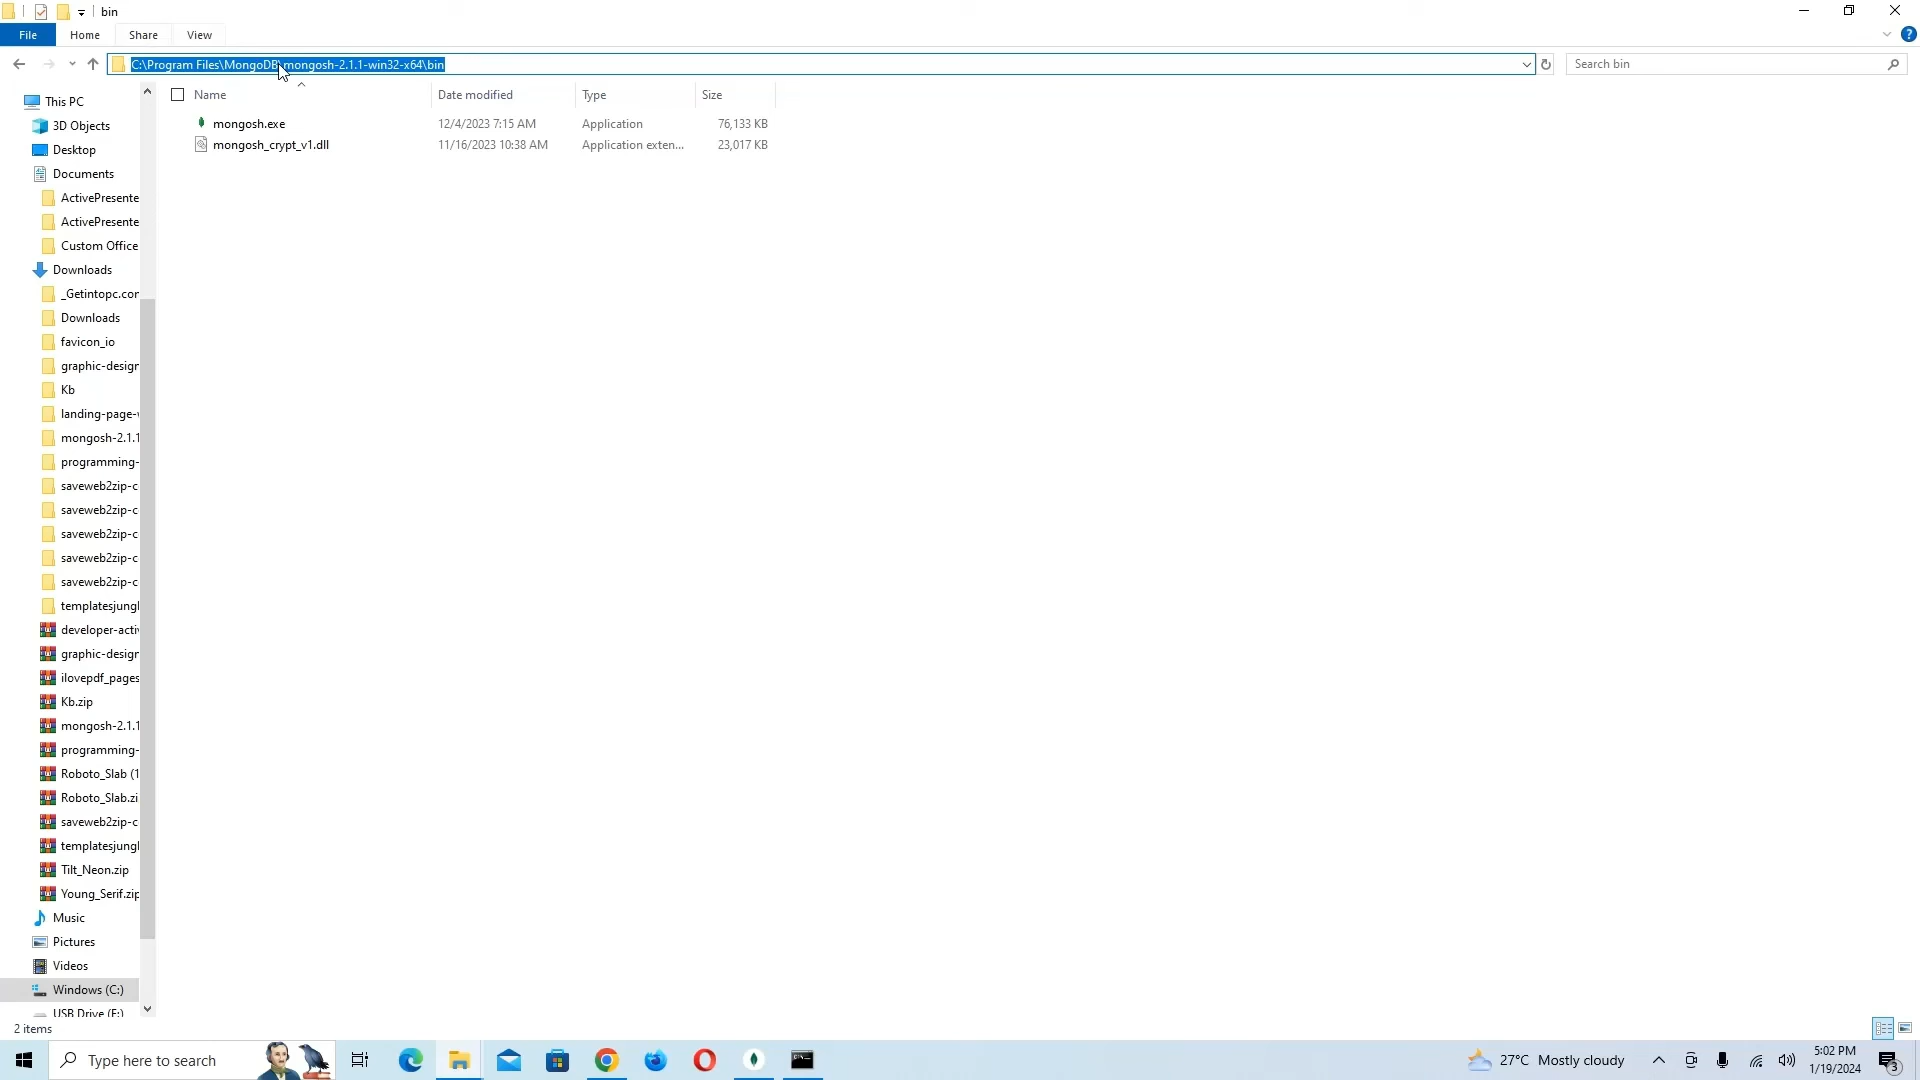 bin
File Home Share View
C:\Program Files\MongoDB\mongosh-2.1.1-win32-x64\bin
Search bin
Name Date modified Type Size
mongosh.exe 12/4/2023 7:15 AM Application 76,133 KB
mongosh_crypt_v1.dll 11/16/2023 10:38 AM Application exten... 23,017 KB
This PC
3D Objects
Desktop
Documents
ActivePresente
ActivePresente
Custom Office
Downloads
_Getintopc.con
Downloads
favicon_io
graphic-design
Kb
landing-page-
mongosh-2.1.1
programming-
saveweb2zip-c
saveweb2zip-c
saveweb2zip-c
saveweb2zip-c
saveweb2zip-c
templatesjungl
developer-activ
graphic-design
ilovepdf_pages
Kb.zip
mongosh-2.1.1
programming-
Roboto_Slab (1
Roboto_Slab.zi
saveweb2zip-c
templatesjungl
Tilt_Neon.zip
Young_Serif.zip
Music
Pictures
Videos
Windows (C:)
USB Drive (F:)
2 items
Type here to search
27°C Mostly cloudy
5:02 PM
1/19/2024
3